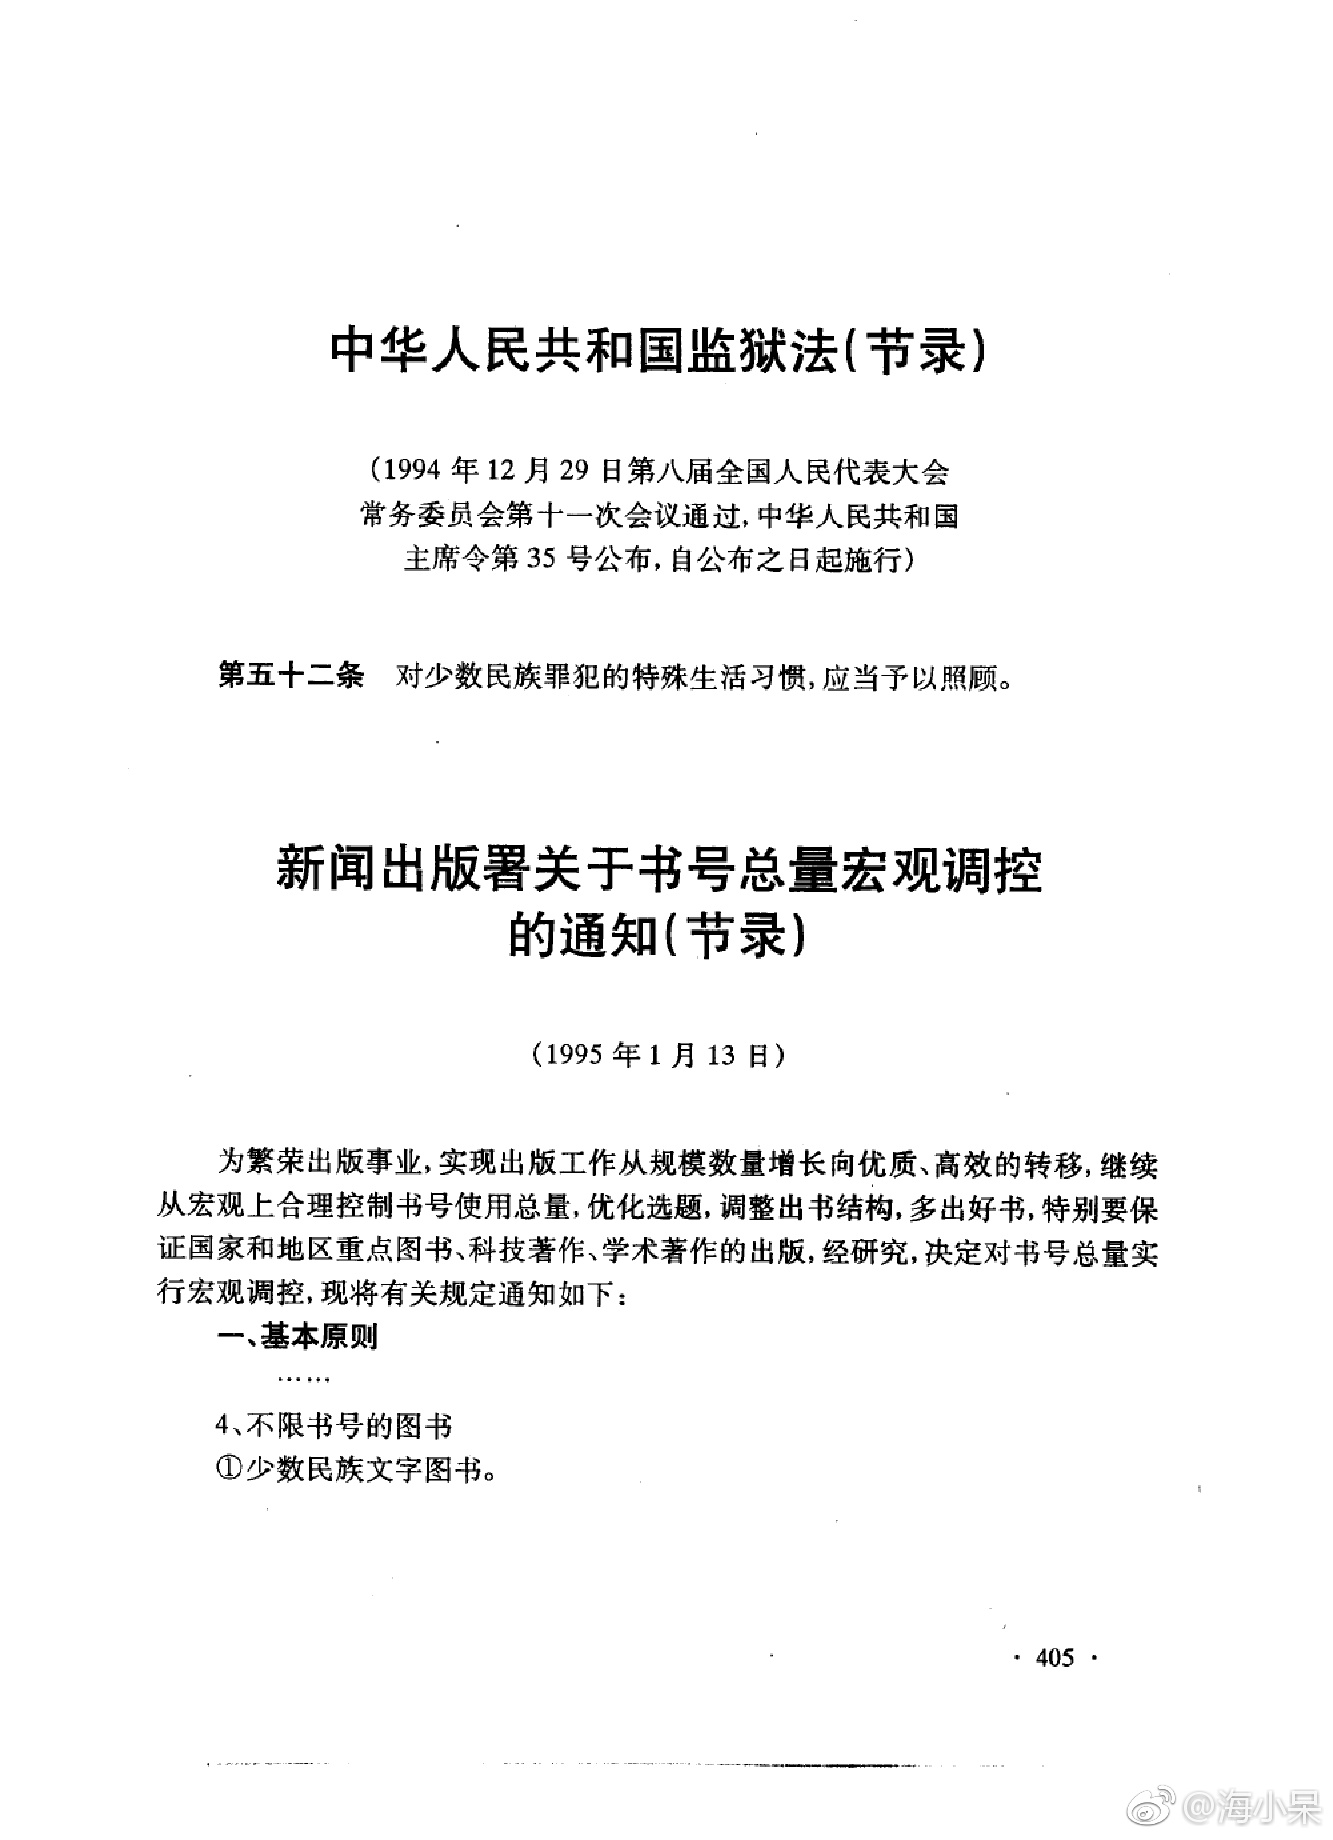 中华人民共和国监狱法(节录)
(1994 年 12 月 29 日第八届全国人民代表大会
常务委员会第十一次会议通过,中华人民共和国
主席令第 35 号公布,自公布之日起施行)
第五十二条 对少数民族罪犯的特殊生活习惯,应当予以照顾。
新闻出版署关于书号总量宏观调控
的通知(节录)
(1995 年 1 月 13 日)
为繁荣出版事业,实现出版工作从规模数量增长向优质、高效的转移,继续
从宏观上合理控制书号使用总量,优化选题,调整出书结构,多出好书,特别要保
证国家和地区重点图书、科技著作、学术著作的出版,经研究,决定对书号总量实
行宏观调控,现将有关规定通知如下:
一、基本原则
……
4、不限书号的图书
①少数民族文字图书。
· 405 ·
@海小呆